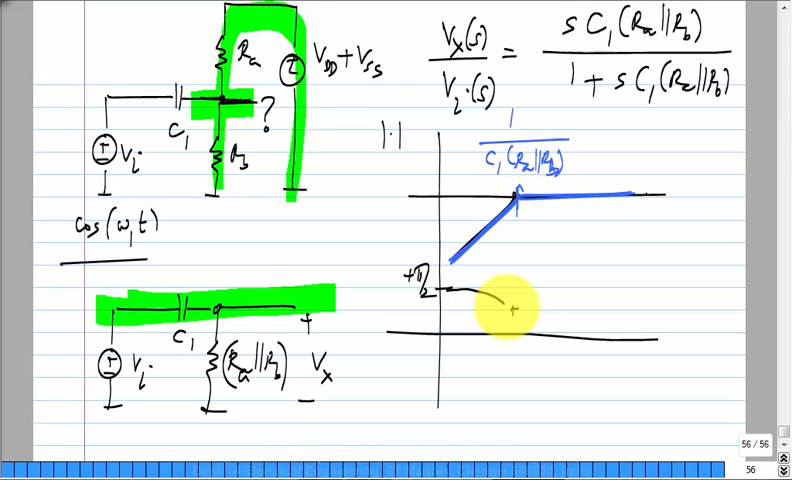 Vx(s) / Vi(s) = sC1(Ra||Rb) / 1 + sC1(Ra||Rb)
Ra
VDD + VSS
?
C1
Vi
Rb
cos(ω1t)
|·|
1 / C1(Ra||Rb)
+π/2
C1
Vi
(Ra||Rb)
+
Vx
−
56 / 56
56